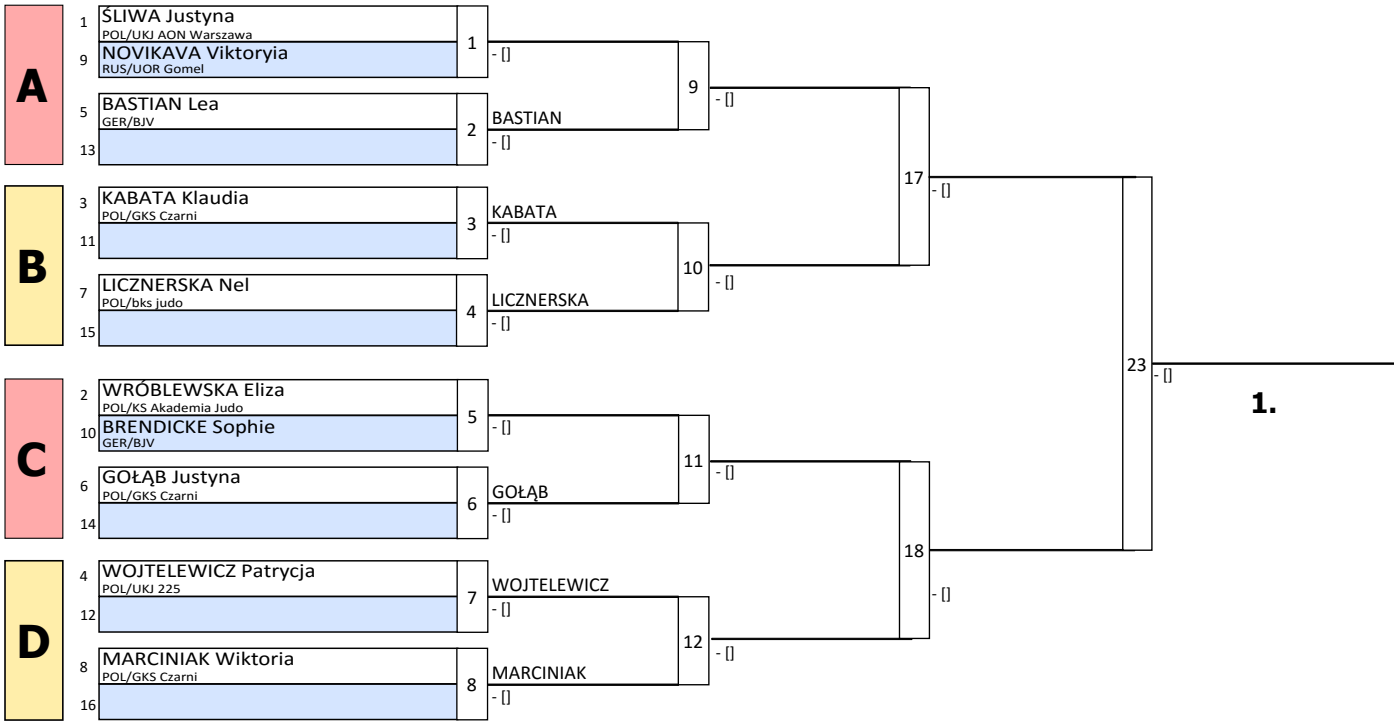 A
1 ŚLIWA Justyna
POL/UKJ AON Warszawa
9 NOVIKAVA Viktoryia
RUS/UOR Gomel
1
- []
5 BASTIAN Lea
GER/BJV
13
2
BASTIAN
- []
9
- []
B
3 KABATA Klaudia
POL/GKS Czarni
11
3
KABATA
- []
7 LICZNERSKA Nel
POL/bks judo
15
4
LICZNERSKA
- []
10
- []
17
- []
C
2 WRÓBLEWSKA Eliza
POL/KS Akademia Judo
10 BRENDICKE Sophie
GER/BJV
5
- []
6 GOŁĄB Justyna
POL/GKS Czarni
14
6
GOŁĄB
- []
11
- []
D
4 WOJTELEWICZ Patrycja
POL/UKJ 225
12
7
WOJTELEWICZ
- []
8 MARCINIAK Wiktoria
POL/GKS Czarni
16
8
MARCINIAK
- []
12
- []
18
- []
23
- []
1.